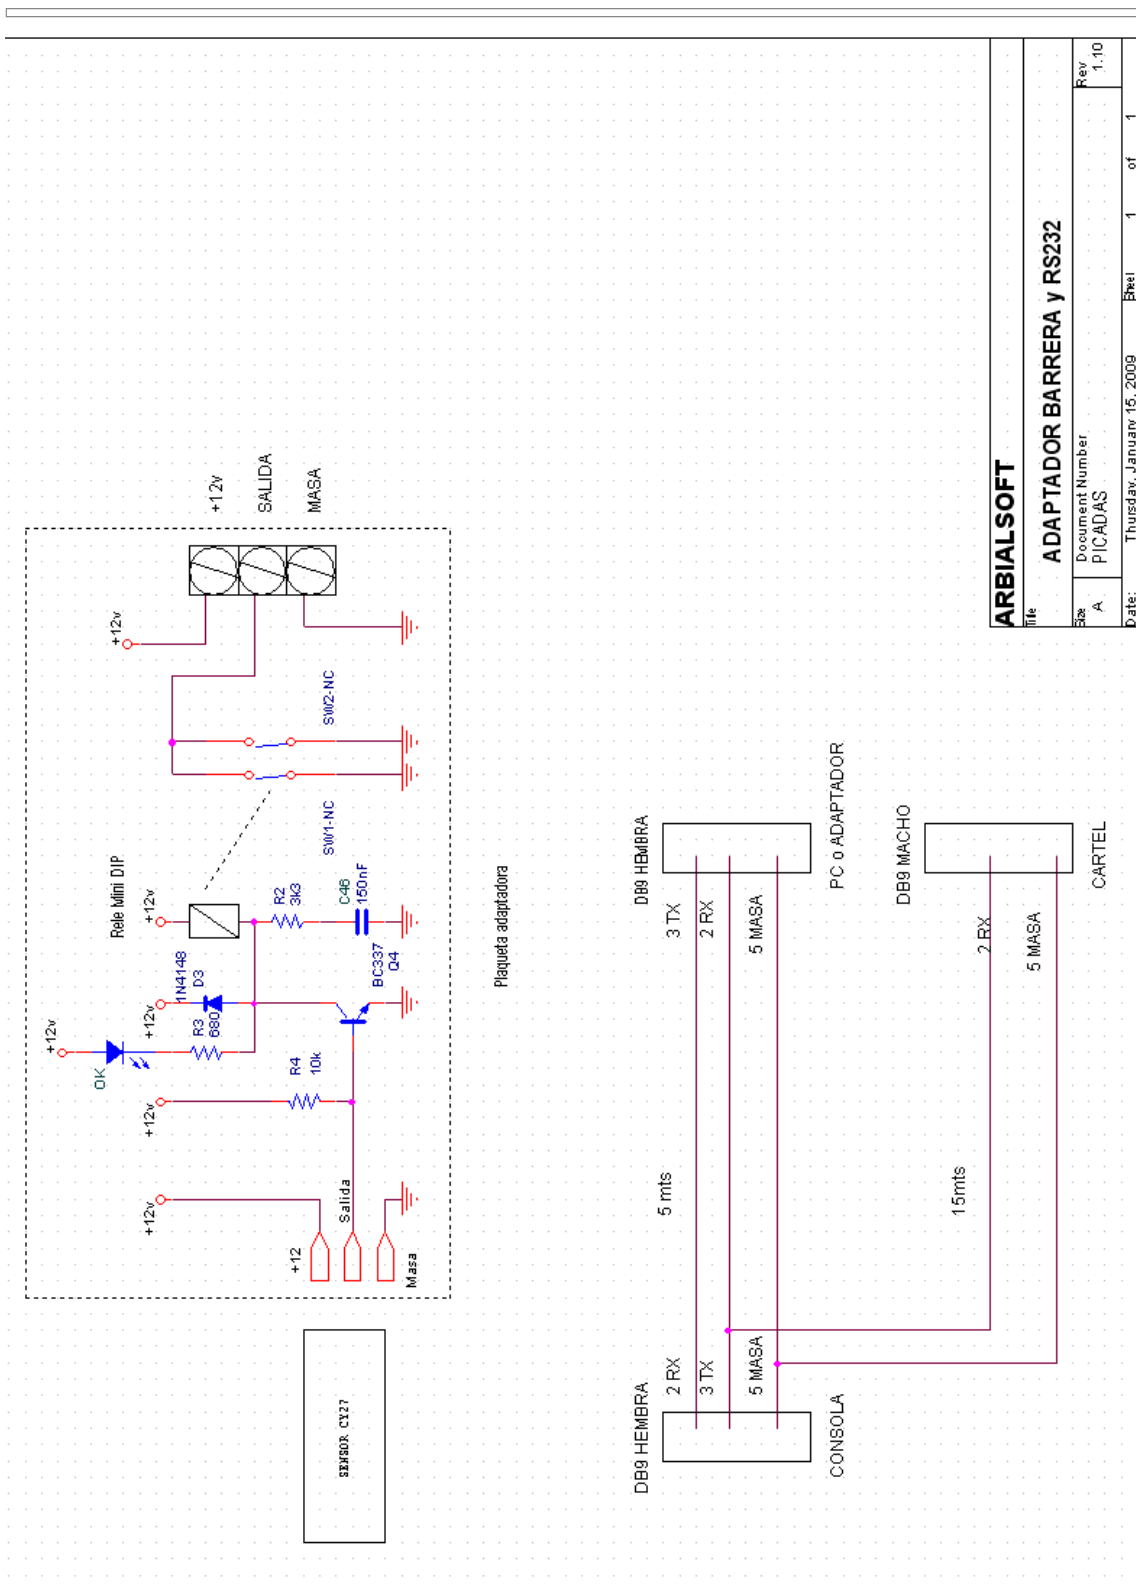 +12v
SALIDA
MASA
+12v
SW2-NC
SW1-NC
Rele Mini DIP
+12v
R2
3k3
C46
150nF
1N4148
D3
+12v
BC337
Q4
+12v
OK
R3
680
R4
10k
+12v
+12v
+12
Salida
Masa
Plaqueta adaptadora
SENSOR CY27
DB9 HEMBRA
3 TX
2 RX
5 MASA
PC o ADAPTADOR
DB9 MACHO
2 RX
5 MASA
CARTEL
5 mts
15mts
DB9 HEMBRA
2 RX
3 TX
5 MASA
CONSOLA
ARBIALSOFT
Title
ADAPTADOR BARRERA y RS232
Size
A
Document Number
PICADAS
Rev
1.10
Date:
Thursday, January 15, 2009
Sheet
1
of
1